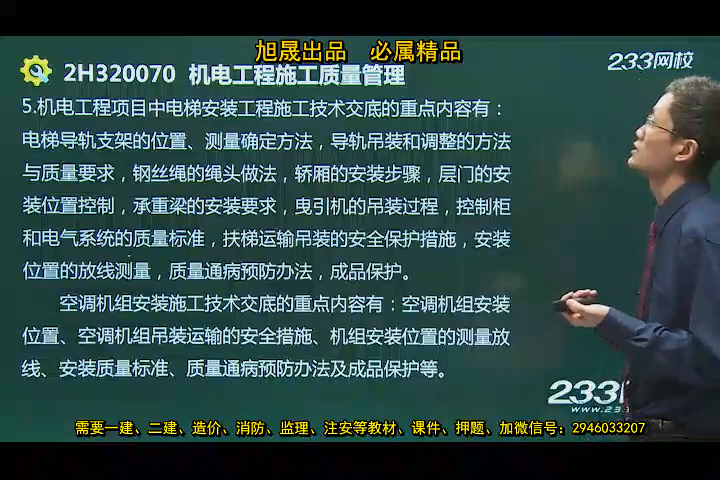 旭晟出品 必属精品
233网校
2H320070 机电工程施工质量管理
5.机电工程项目中电梯安装工程施工技术交底的重点内容有：
电梯导轨支架的位置、测量确定方法，导轨吊装和调整的方法
与质量要求，钢丝绳的绳头做法，轿厢的安装步骤，层门的安
装位置控制，承重梁的安装要求，曳引机的吊装过程，控制柜
和电气系统的质量标准，扶梯运输吊装的安全保护措施，安装
位置的放线测量，质量通病预防办法，成品保护。
空调机组安装施工技术交底的重点内容有：空调机组安装
位置、空调机组吊装运输的安全措施、机组安装位置的测量放
线、安装质量标准、质量通病预防办法及成品保护等。
233
www.23
需要一建、二建、造价、消防、监理、注安等教材、课件、押题、加微信号：2946033207